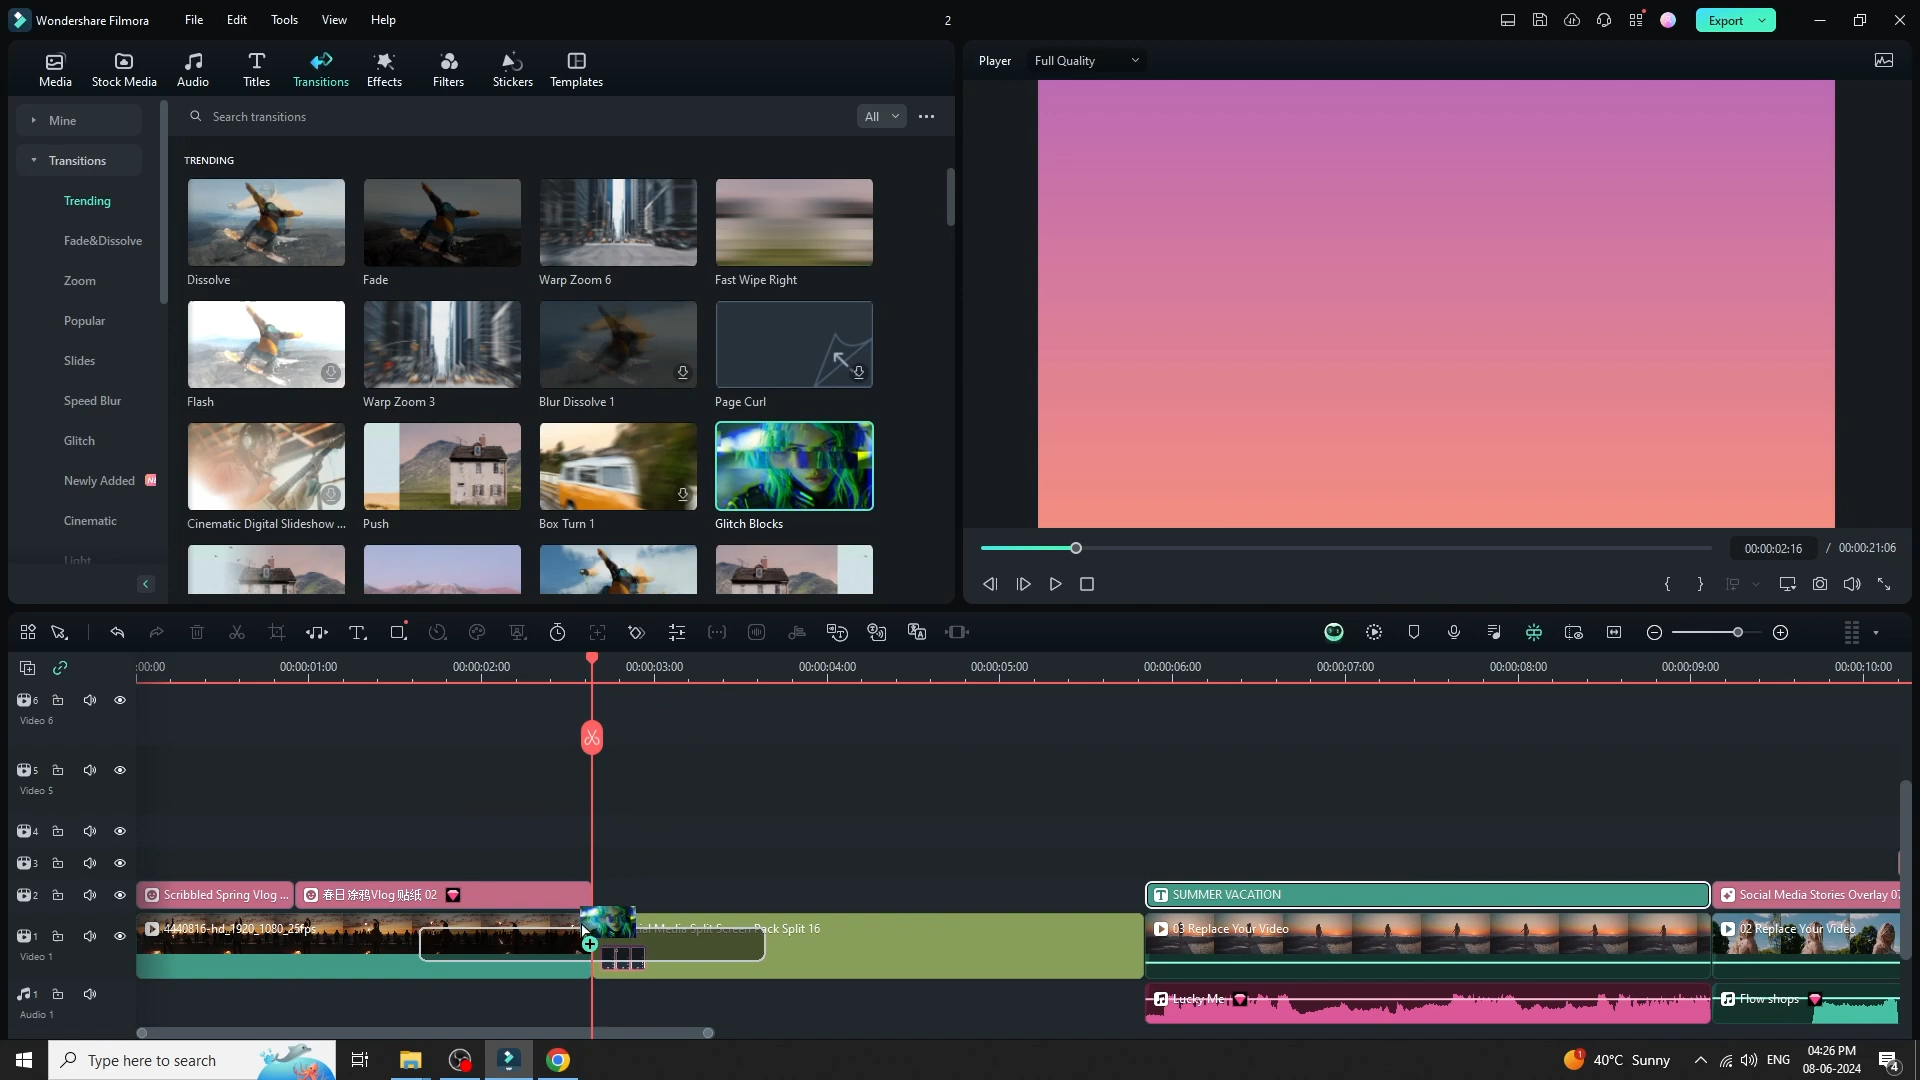 Wondershare Filmora
File
Edit
Tools
View
Help
2
Export
Media
Stock Media
Audio
Titles
Transitions
Effects
Filters
Stickers
Templates
Player
Full Quality
Mine
Search transitions
All
Transitions
TRENDING
Trending
Fade&Dissolve
Zoom
Popular
Slides
Speed Blur
Glitch
Newly Added
Cinematic
Light
Dissolve
Fade
Warp Zoom 6
Fast Wipe Right
Flash
Warp Zoom 3
Blur Dissolve 1
Page Curl
Cinematic Digital Slideshow ...
Push
Box Turn 1
Glitch Blocks
00:00:02:16 / 00:00:21:06
:00:00
00:00:01:00
00:00:02:00
00:00:03:00
00:00:04:00
00:00:05:00
00:00:06:00
00:00:07:00
00:00:08:00
00:00:09:00
00:00:10:00
6
Video 6
5
Video 5
4
3
2
Scribbled Spring Vlog ...
春日涂鸦Vlog 贴纸 02
SUMMER VACATION
Social Media Stories Overlay 07
1
Video 1
4440816-hd_1920_1080_25fps
ial Media Split Screen Pack Split 16
03 Replace Your Video
02 Replace Your Video
1
Audio 1
Lucky Me
Flow shops
Type here to search
1
40°C Sunny
ENG
04:26 PM
08-06-2024
4